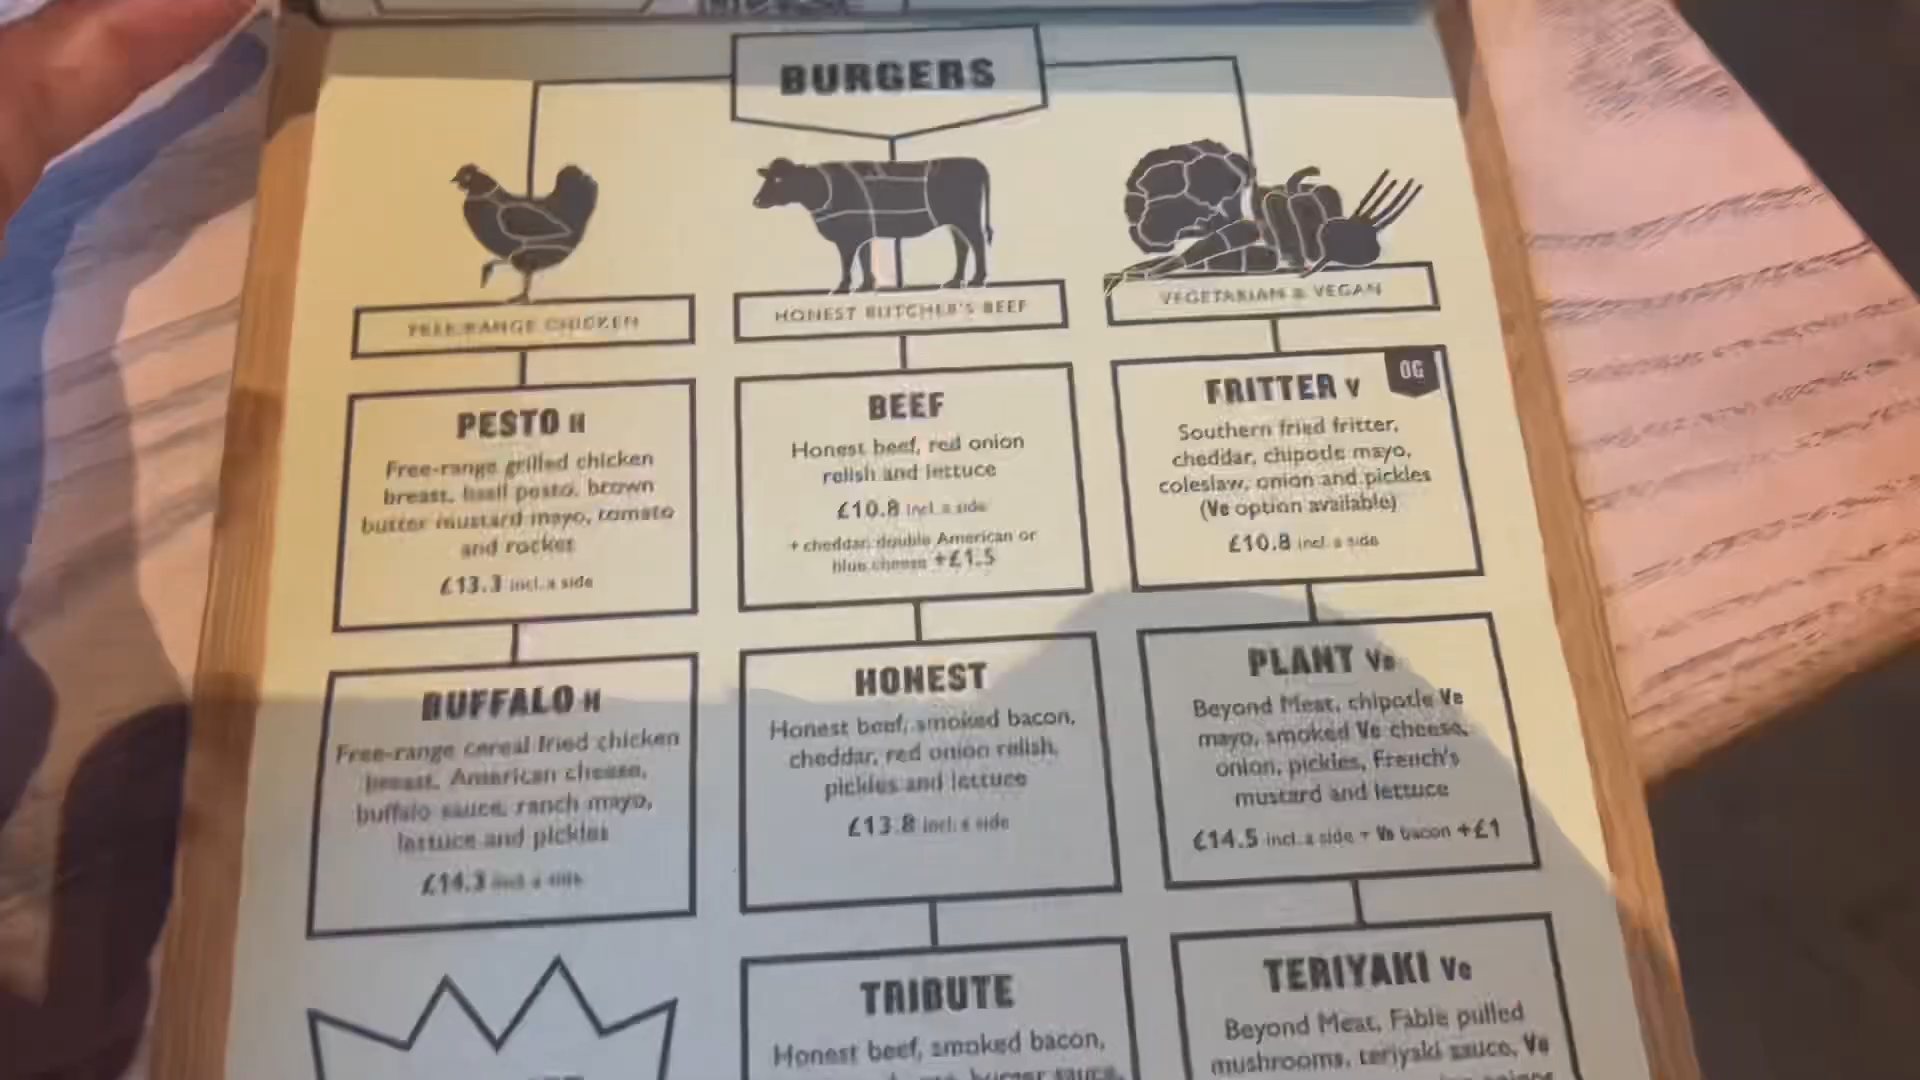 BURGERS
FREE-RANGE CHICKEN
PESTO H
Free-range grilled chicken
breast, basil pesto, brown
butter mustard mayo, tomato
and rocket
£13.3 incl. a side
BUFFALO H
Free-range cereal fried chicken
breast, American cheese,
buffalo sauce, ranch mayo,
lettuce and pickles
£14.3 incl. a side
HONEST BUTCHER'S BEEF
BEEF
Honest beef, red onion
relish and lettuce
£10.8 incl. a side
+ cheddar, double American or
blue cheese +£1.5
HONEST
Honest beef, smoked bacon,
cheddar, red onion relish,
pickles and lettuce
£13.8 incl. a side
TRIBUTE
Honest beef, smoked bacon,
burger sauce,
VEGETARIAN & VEGAN
FRITTER V
OG
Southern fried fritter,
cheddar, chipotle mayo,
coleslaw, onion and pickles
(Ve option available)
£10.8 incl. a side
PLANT Ve
Beyond Meat, chipotle Ve
mayo, smoked Ve cheese,
onion, pickles, French's
mustard and lettuce
£14.5 incl. a side + Ve bacon +£1
TERIYAKI Ve
Beyond Meat, Fable pulled
mushrooms, teriyaki sauce, Ve